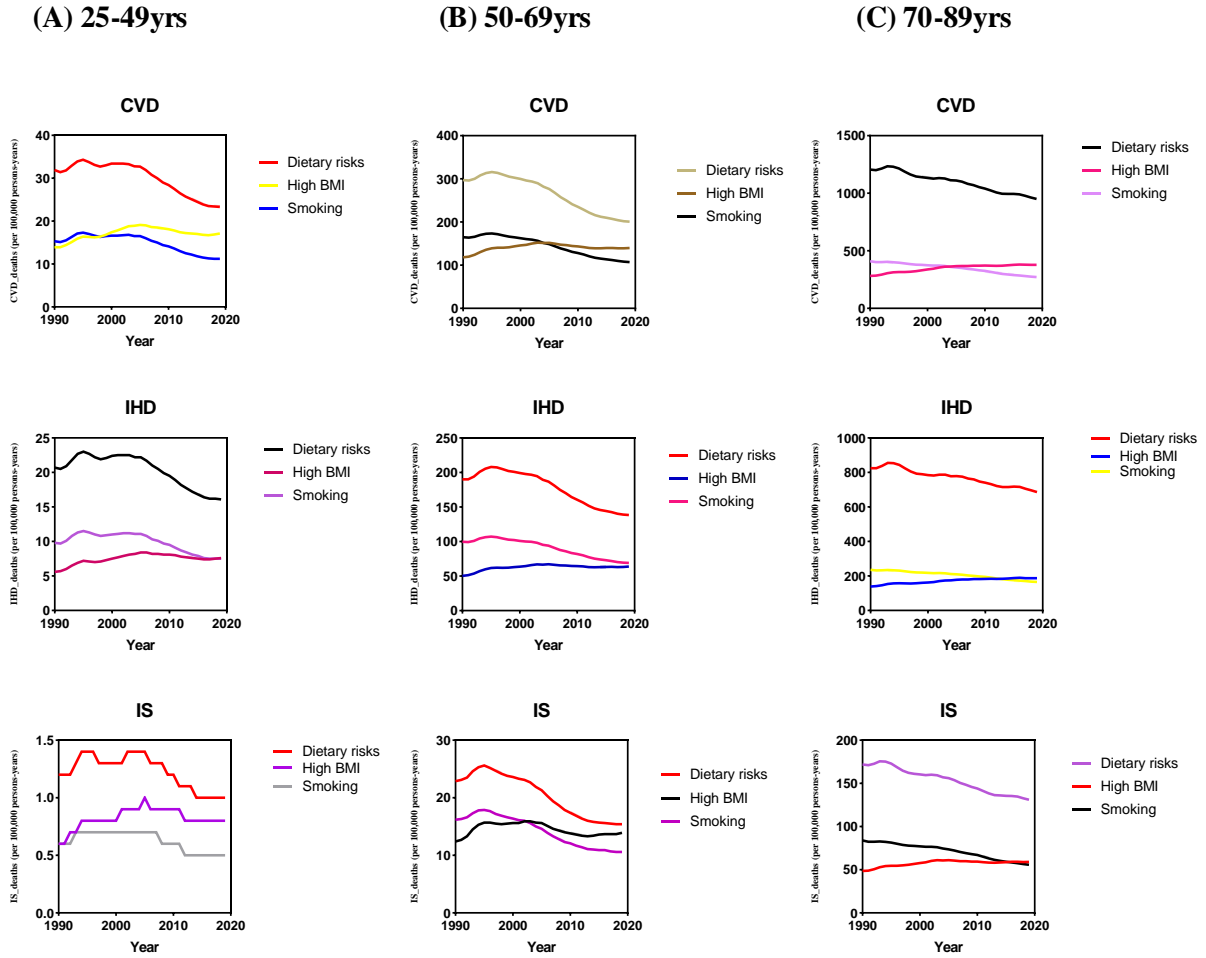 (A) 25-49yrs
(B) 50-69yrs
(C) 70-89yrs
CVD
CVD_deaths (per 100,000 persons-years)
40
30
20
10
0
1990 2000 2010 2020
Year
Dietary risks
High BMI
Smoking
CVD
CVD_deaths (per 100,000 persons-years)
400
300
200
100
0
1990 2000 2010 2020
Year
Dietary risks
High BMI
Smoking
CVD
CVD_deaths (per 100,000 persons-years)
1500
1000
500
0
1990 2000 2010 2020
Year
Dietary risks
High BMI
Smoking
IHD
IHD_deaths (per 100,000 persons-years)
25
20
15
10
5
0
1990 2000 2010 2020
Year
Dietary risks
High BMI
Smoking
IHD
IHD_deaths (per 100,000 persons-years)
250
200
150
100
50
0
1990 2000 2010 2020
Year
Dietary risks
High BMI
Smoking
IHD
IHD_deaths (per 100,000 persons-years)
1000
800
600
400
200
0
1990 2000 2010 2020
Year
Dietary risks
High BMI
Smoking
IS
IS_deaths (per 100,000 persons-years)
1.5
1.0
0.5
0.0
1990 2000 2010 2020
Year
Dietary risks
High BMI
Smoking
IS
IS_deaths (per 100,000 persons-years)
30
20
10
0
1990 2000 2010 2020
Year
Dietary risks
High BMI
Smoking
IS
IS_deaths (per 100,000 persons-years)
200
150
100
50
0
1990 2000 2010 2020
Year
Dietary risks
High BMI
Smoking